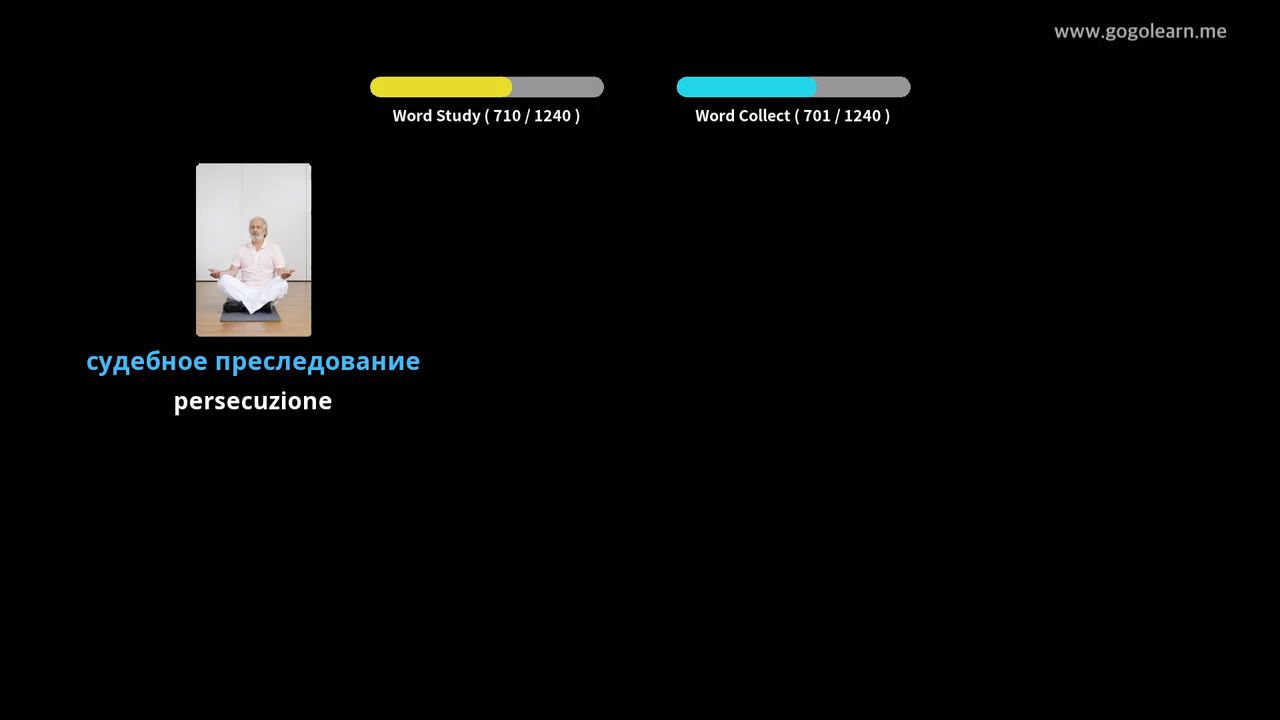 www.gogolearn.me
Word Study ( 710 / 1240 )
Word Collect ( 701 / 1240 )
судебное преследование
persecuzione